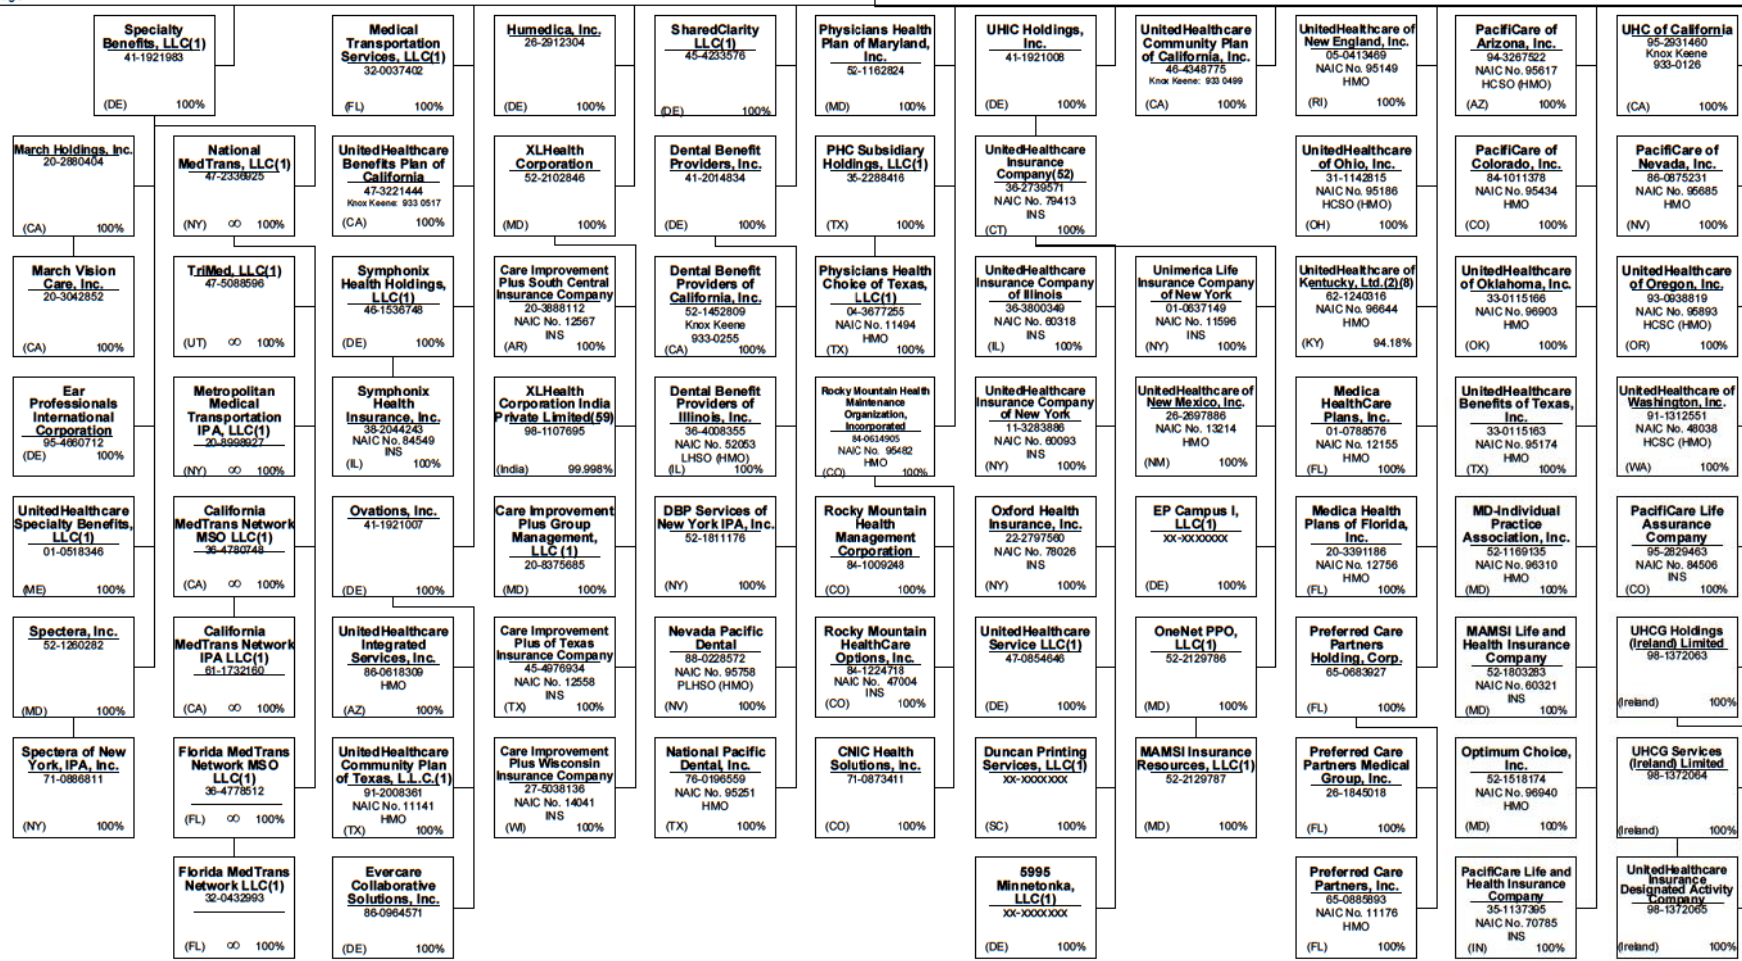 Specialty
Benefits, LLC(1)
41-1921983
(DE) 100%
March Holdings, Inc.
20-2880404
(CA) 100%
March Vision
Care, Inc.
20-3042852
(CA) 100%
Ear
Professionals
International
Corporation
95-4660712
(DE) 100%
UnitedHealthcare
Specialty Benefits,
LLC(1)
01-0518346
(ME) 100%
Spectera, Inc.
52-1260282
(MD) 100%
Spectera of New
York, IPA, Inc.
71-0886811
(NY) 100%
National
MedTrans, LLC(1)
47-2336925
(NY) ∞ 100%
TriMed, LLC(1)
47-5088596
(UT) ∞ 100%
Metropolitan
Medical
Transportation
IPA, LLC(1)
20-8998927
(NY) ∞ 100%
California
MedTrans Network
MSO LLC(1)
36-4780748
(CA) ∞ 100%
California
MedTrans Network
IPA LLC(1)
61-1732160
(CA) ∞ 100%
Florida MedTrans
Network MSO
LLC(1)
36-4778512
(FL) ∞ 100%
Florida MedTrans
Network LLC(1)
32-0432993
(FL) ∞ 100%
Medical
Transportation
Services, LLC(1)
32-0037402
(FL) 100%
UnitedHealthcare
Benefits Plan of
California
47-3221444
Knox Keene: 933 0517
(CA) 100%
Symphonix
Health Holdings,
LLC(1)
46-1536748
(DE) 100%
Symphonix
Health
Insurance, Inc.
38-2044243
NAIC No. 84549
INS
(IL) 100%
Ovations, Inc.
41-1921007
(DE) 100%
UnitedHealthcare
Integrated
Services, Inc.
86-0618309
HMO
(AZ) 100%
UnitedHealthcare
Community Plan
of Texas, L.L.C.(1)
91-2008361
NAIC No. 11141
HMO
(TX) 100%
Evercare
Collaborative
Solutions, Inc.
86-0964571
(DE) 100%
Humedica, Inc.
26-2912304
(DE) 100%
XLHealth
Corporation
52-2102846
(MD) 100%
Care Improvement
Plus South Central
Insurance Company
20-3888112
NAIC No. 12567
INS
(AR) 100%
XLHealth
Corporation India
Private Limited(59)
98-1107695
(India) 99.998%
Care Improvement
Plus Group
Management,
LLC (1)
20-8375685
(MD) 100%
Care Improvement
Plus of Texas
Insurance Company
45-4976934
NAIC No. 12558
INS
(TX) 100%
Care Improvement
Plus Wisconsin
Insurance Company
27-5038136
NAIC No. 14041
INS
(WI) 100%
SharedClarity
LLC(1)
45-4233576
(DE) 100%
Dental Benefit
Providers, Inc.
41-2014834
(DE) 100%
Dental Benefit
Providers of
California, Inc.
52-1452809
Knox Keene
933-0255
(CA) 100%
Dental Benefit
Providers of
Illinois, Inc.
36-4008355
NAIC No. 52053
LHSO (HMO)
(IL) 100%
DBP Services of
New York IPA, Inc.
52-1811176
(NY) 100%
Nevada Pacific
Dental
88-0228572
NAIC No. 95758
PLHSO (HMO)
(NV) 100%
National Pacific
Dental, Inc.
76-0196559
NAIC No. 95251
HMO
(TX) 100%
Physicians Health
Plan of Maryland,
Inc.
52-1162824
(MD) 100%
PHC Subsidiary
Holdings, LLC(1)
35-2288416
(TX) 100%
Physicians Health
Choice of Texas,
LLC(1)
04-3677255
NAIC No. 11494
HMO
(TX) 100%
Rocky Mountain Health
Maintenance
Organization,
Incorporated
84-0614905
NAIC No. 95482
HMO
(CO) 100%
Rocky Mountain
Health
Management
Corporation
84-1009248
(CO) 100%
Rocky Mountain
HealthCare
Options, Inc.
84-1224718
NAIC No. 47004
INS
(CO) 100%
CNIC Health
Solutions, Inc.
71-0873411
(CO) 100%
UHIC Holdings,
Inc.
41-1921008
(DE) 100%
UnitedHealthcare
Insurance
Company(52)
36-2739571
NAIC No. 79413
INS
(CT) 100%
UnitedHealthcare
Insurance Company
of Illinois
36-3800349
NAIC No. 60318
INS
(IL) 100%
UnitedHealthcare
Insurance Company
of New York
11-3283886
NAIC No. 60093
INS
(NY) 100%
Oxford Health
Insurance, Inc.
22-2797560
NAIC No. 78026
INS
(NY) 100%
UnitedHealthcare
Service LLC(1)
47-0854646
(DE) 100%
Duncan Printing
Services, LLC(1)
xx-xxxxxxx
(SC) 100%
5995
Minnetonka,
LLC(1)
xx-xxxxxxx
(DE) 100%
UnitedHealthcare
Community Plan
of California, Inc.
46-4348775
Knox Keene: 933 0499
(CA) 100%
Unimerica Life
Insurance Company
of New York
01-0637149
NAIC No. 11596
INS
(NY) 100%
UnitedHealthcare of
New Mexico, Inc.
26-2697886
NAIC No. 13214
HMO
(NM) 100%
EP Campus I,
LLC(1)
xx-xxxxxxx
(DE) 100%
OneNet PPO,
LLC(1)
52-2129786
(MD) 100%
MAMSI Insurance
Resources, LLC(1)
52-2129787
(MD) 100%
UnitedHealthcare of
New England, Inc.
05-0413469
NAIC No. 95149
HMO
(RI) 100%
UnitedHealthcare
of Ohio, Inc.
31-1142815
NAIC No. 95186
HCSO (HMO)
(OH) 100%
UnitedHealthcare of
Kentucky, Ltd.(2)(8)
62-1240316
NAIC No. 96644
HMO
(KY) 94.18%
Medica
HealthCare
Plans, Inc.
01-0788576
NAIC No. 12155
HMO
(FL) 100%
Medica Health
Plans of Florida,
Inc.
20-3391186
NAIC No. 12756
HMO
(FL) 100%
Preferred Care
Partners
Holding, Corp.
65-0683927
(FL) 100%
Preferred Care
Partners Medical
Group, Inc.
26-1845018
(FL) 100%
Preferred Care
Partners, Inc.
65-0885893
NAIC No. 11176
HMO
(FL) 100%
PacifiCare of
Arizona, Inc.
94-3267522
NAIC No. 95617
HCSO (HMO)
(AZ) 100%
PacifiCare of
Colorado, Inc.
84-1011378
NAIC No. 95434
HMO
(CO) 100%
UnitedHealthcare
of Oklahoma, Inc.
33-0115166
NAIC No. 96903
HMO
(OK) 100%
UnitedHealthcare
Benefits of Texas,
Inc.
33-0115163
NAIC No. 95174
HMO
(TX) 100%
MD-Individual
Practice
Association, Inc.
52-1169135
NAIC No. 96310
HMO
(MD) 100%
MAMSI Life and
Health Insurance
Company
52-1803283
NAIC No. 60321
INS
(MD) 100%
Optimum Choice,
Inc.
52-1518174
NAIC No. 96940
HMO
(MD) 100%
PacifiCare Life and
Health Insurance
Company
35-1137395
NAIC No. 70785
INS
(IN) 100%
UHC of California
95-2931460
Knox Keene
933-0126
(CA) 100%
PacifiCare of
Nevada, Inc.
86-0875231
NAIC No. 95685
HMO
(NV) 100%
UnitedHealthcare
of Oregon, Inc.
93-0938819
NAIC No. 95893
HCSC (HMO)
(OR) 100%
UnitedHealthcare of
Washington, Inc.
91-1312551
NAIC No. 48038
HCSC (HMO)
(WA) 100%
PacifiCare Life
Assurance
Company
95-2829463
NAIC No. 84506
INS
(CO) 100%
UHCG Holdings
(Ireland) Limited
98-1372063
(Ireland) 100%
UHCG Services
(Ireland) Limited
98-1372064
(Ireland) 100%
UnitedHealthcare
Insurance
Designated Activity
Company
98-1372065
(Ireland) 100%